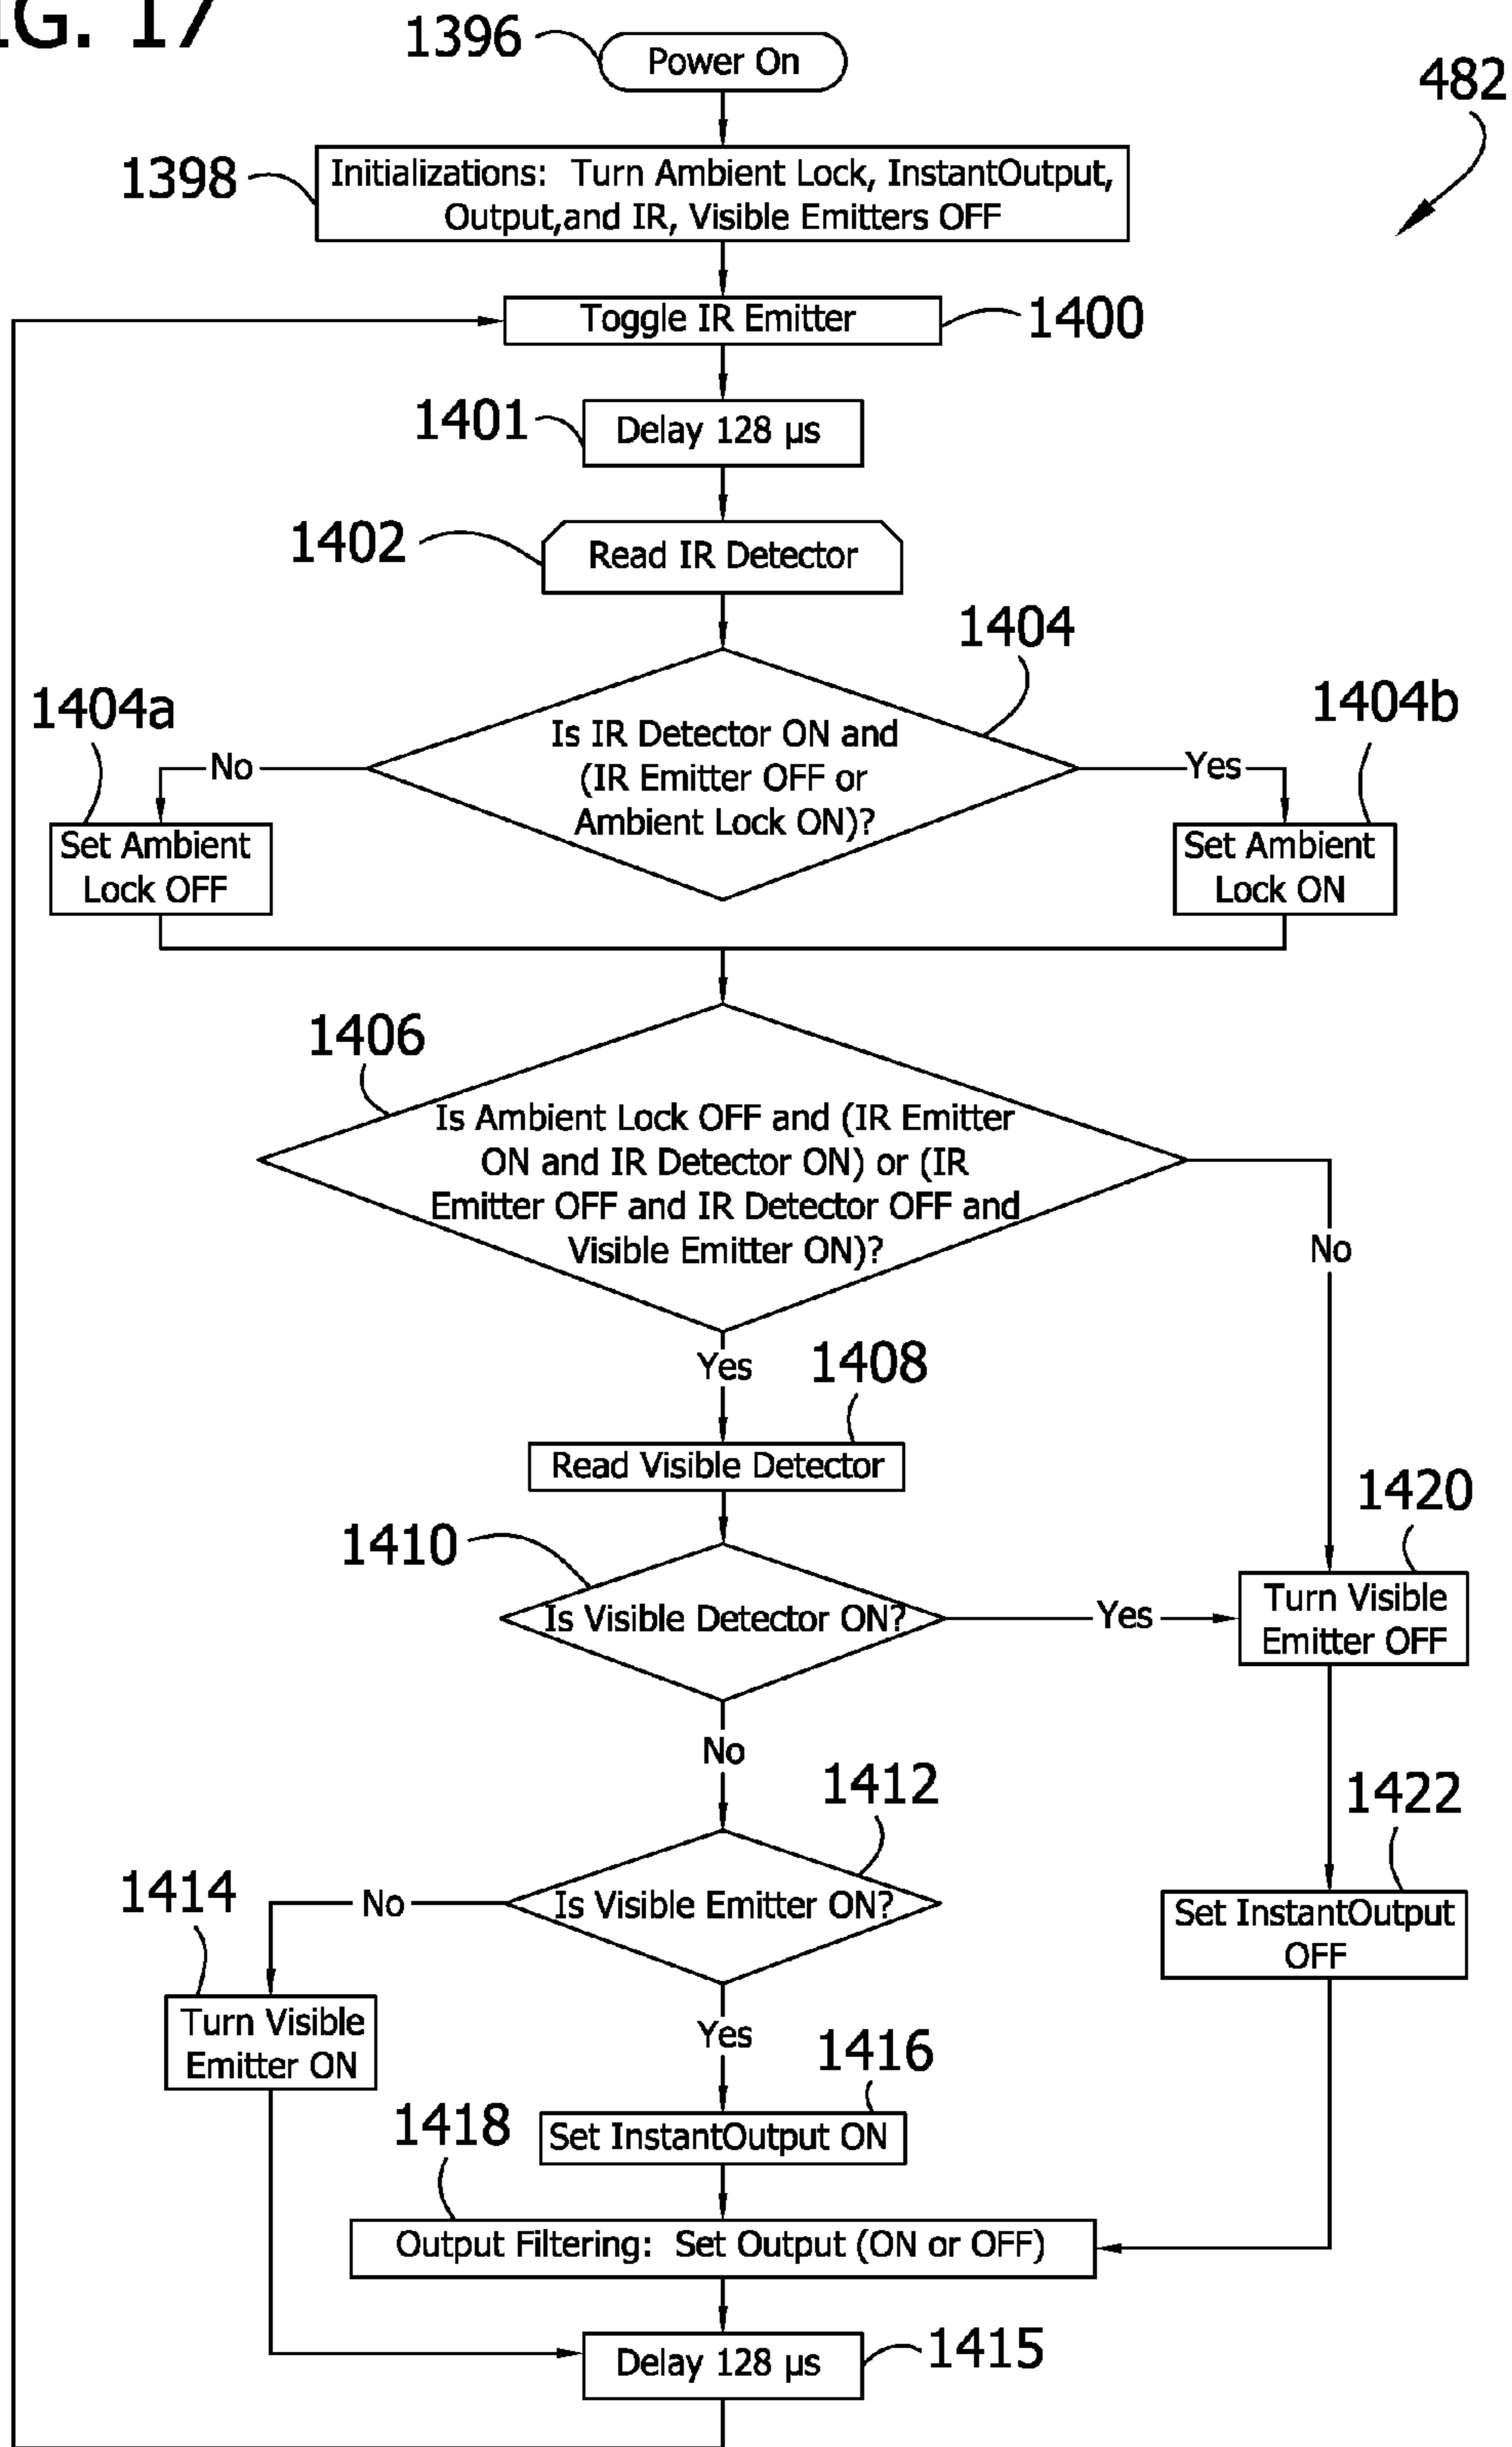 IG. 17
1396
Power On
482
1398
Initializations: Turn Ambient Lock, InstantOutput,
Output,and IR, Visible Emitters OFF
Toggle IR Emitter
1400
1401
Delay 128 µs
1402
Read IR Detector
1404
1404a
1404b
Is IR Detector ON and
(IR Emitter OFF or
Ambient Lock ON)?
No
Yes
Set Ambient
Lock OFF
Set Ambient
Lock ON
1406
Is Ambient Lock OFF and (IR Emitter
ON and IR Detector ON) or (IR
Emitter OFF and IR Detector OFF and
Visible Emitter ON)?
No
Yes
1408
Read Visible Detector
1420
1410
Is Visible Detector ON?
Yes
Turn Visible
Emitter OFF
No
1412
1422
1414
No
Is Visible Emitter ON?
Set InstantOutput
OFF
Turn Visible
Emitter ON
Yes
1416
1418
Set InstantOutput ON
Output Filtering: Set Output (ON or OFF)
Delay 128 µs
1415